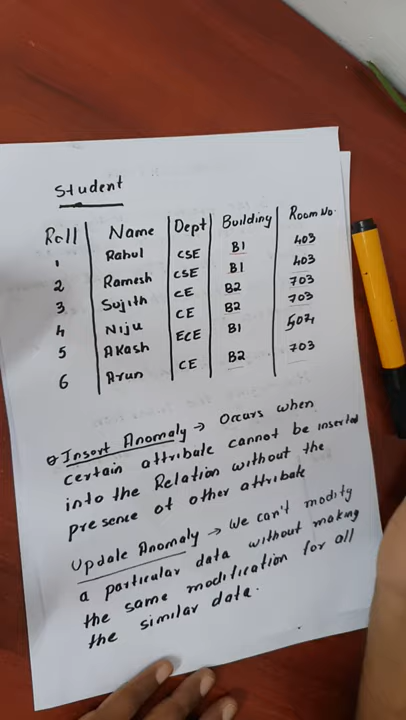 Student
Roll Name Dept Building Room No.
1 Rahul CSE B1 403
2 Ramesh CSE B1 403
3 Sujith CE B2 703
4 Niju CE B2 703
5 Akash ECE B1 504
6 Arun CE B2 703
Insert Anomaly → Occurs when
certain attribute cannot be inserted
into the Relation without the
presence of other attribute
Update Anomaly → We can't modify
a particular data without making
the same modification for all
the similar data.